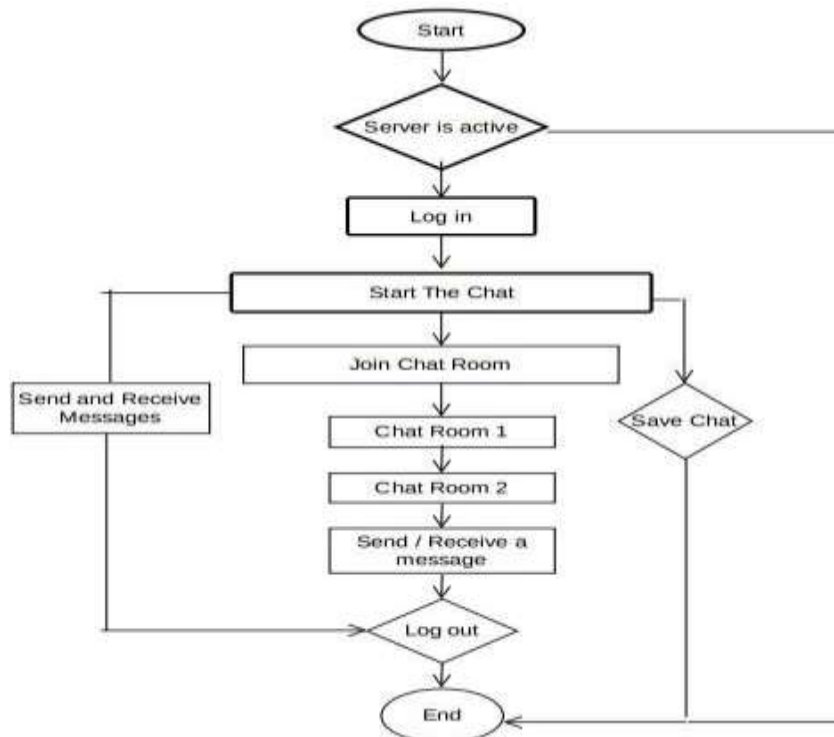 Start
Server is active
Log in
Start The Chat
Join Chat Room
Send and Receive
Messages
Chat Room 1
Save Chat
Chat Room 2
Send / Receive a
message
Log out
End